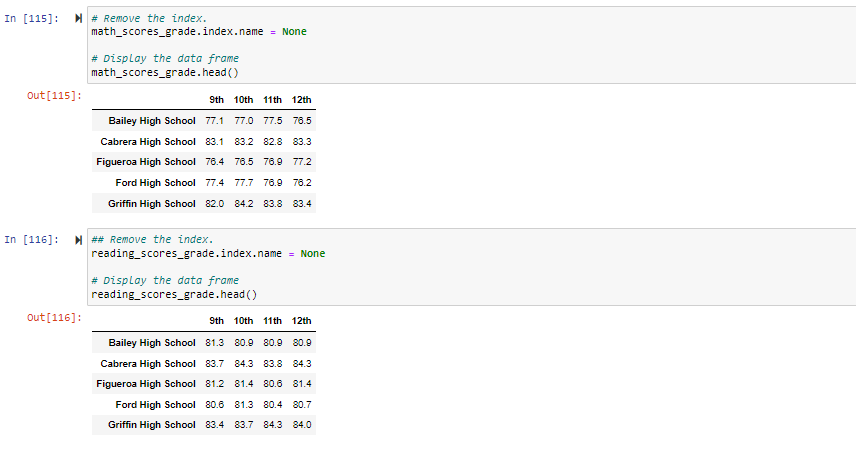 In [115]:
# Remove the index.
math_scores_grade.index.name = None
# Display the data frame
math_scores_grade.head()
Out[115]:
9th 10th 11th 12th
Bailey High School 77.1 77.0 77.5 76.5
Cabrera High School 83.1 83.2 82.8 83.3
Figueroa High School 76.4 76.5 76.9 77.2
Ford High School 77.4 77.7 76.9 76.2
Griffin High School 82.0 84.2 83.8 83.4
In [116]:
## Remove the index.
reading_scores_grade.index.name = None
# Display the data frame
reading_scores_grade.head()
Out[116]:
9th 10th 11th 12th
Bailey High School 81.3 80.9 80.9 80.9
Cabrera High School 83.7 84.3 83.8 84.3
Figueroa High School 81.2 81.4 80.6 81.4
Ford High School 80.6 81.3 80.4 80.7
Griffin High School 83.4 83.7 84.3 84.0